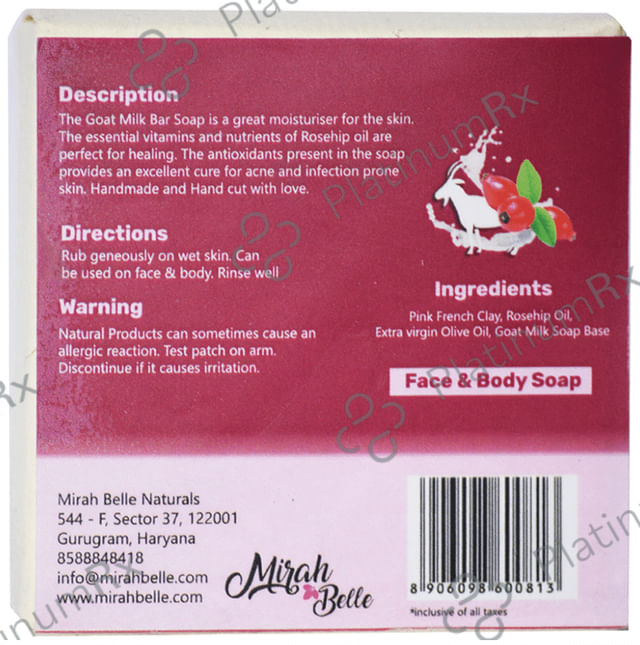 Description
The Goat Milk Bar Soap is a great moisturiser for the skin.
The essential vitamins and nutrients of Rosehip oil are
perfect for healing. The antioxidants present in the soap
provides an excellent cure for acne and infection prone
skin. Handmade and Hand cut with love.
Directions
Rub geneously on wet skin. Can
be used on face & body. Rinse well
Warning
Natural Products can sometimes cause an
allergic reaction. Test patch on arm.
Discontinue if it causes irritation.
Ingredients
Pink French Clay, Rosehip Oil,
Extra virgin Olive Oil, Goat Milk Soap Base
Face & Body Soap
Mirah Belle Naturals
544 - F, Sector 37, 122001
Gurugram, Haryana
8588848418
info@mirahbelle.com
www.mirahbelle.com
Mirah
Belle
8 906098 600813
*inclusive of all taxes
PlatinumRx
PlatinumRx
PlatinumRx
PlatinumRx